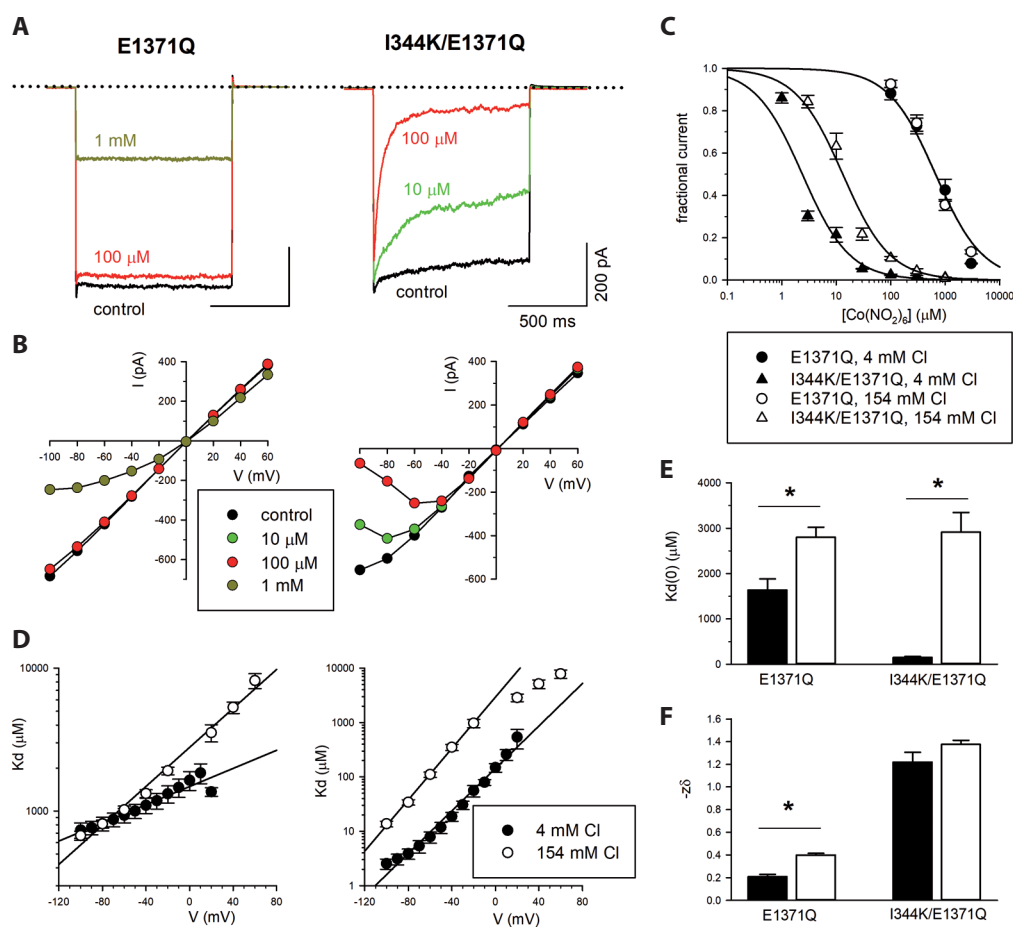 A
E1371Q
I344K/E1371Q
1 mM
100 μM
control
100 μM
10 μM
control
500 ms
200 pA
B
I (pA)
400
200
-200
-400
-600
-100 -80 -60 -40 -20
20 40 60
V (mV)
control
10 μM
100 μM
1 mM
I (pA)
400
200
-200
-400
-600
-100 -80 -60 -40 -20
20 40 60
V (mV)
C
fractional current
1.0
0.8
0.6
0.4
0.2
0.0
0.1 1 10 100 1000 10000
[Co(NO2)6] (μM)
E1371Q, 4 mM Cl
I344K/E1371Q, 4 mM Cl
E1371Q, 154 mM Cl
I344K/E1371Q, 154 mM Cl
D
Kd (μM)
10000
1000
-120 -80 -40 0 40 80
V (mV)
Kd (μM)
10000
1000
100
10
1
-120 -80 -40 0 40 80
V (mV)
4 mM Cl
154 mM Cl
E
Kd(0) (μM)
4000
3000
2000
1000
0
* *
E1371Q I344K/E1371Q
F
-zδ
1.6
1.4
1.2
1.0
0.8
0.6
0.4
0.2
0.0
*
E1371Q I344K/E1371Q